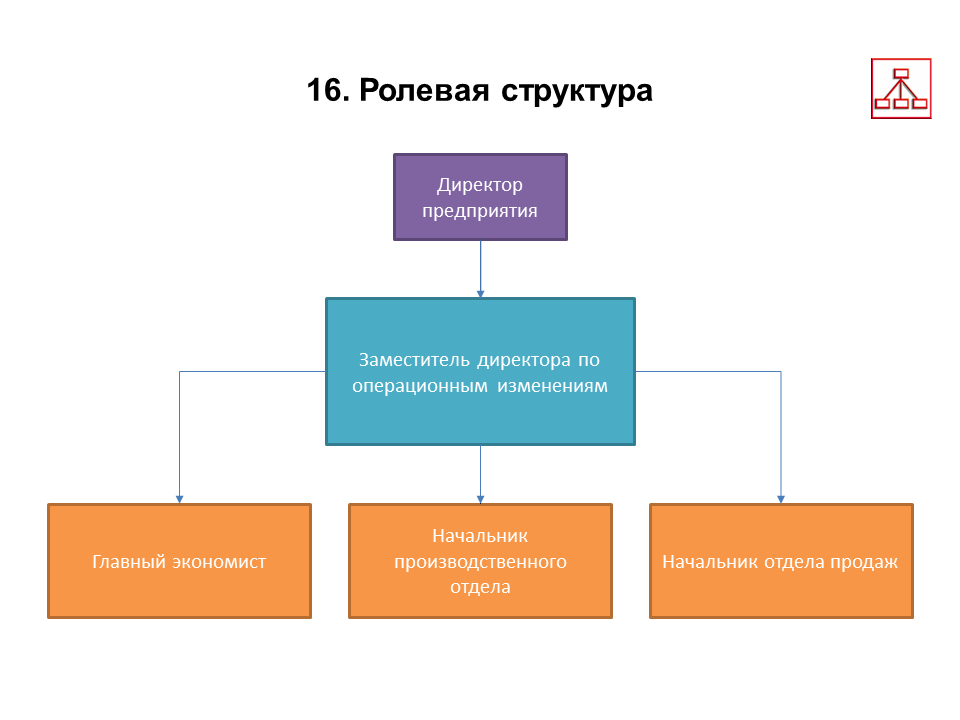 16. Ролевая структура
Директор
предприятия
Заместитель директора по
операционным изменениям
Главный экономист
Начальник
производственного
отдела
Начальник отдела продаж